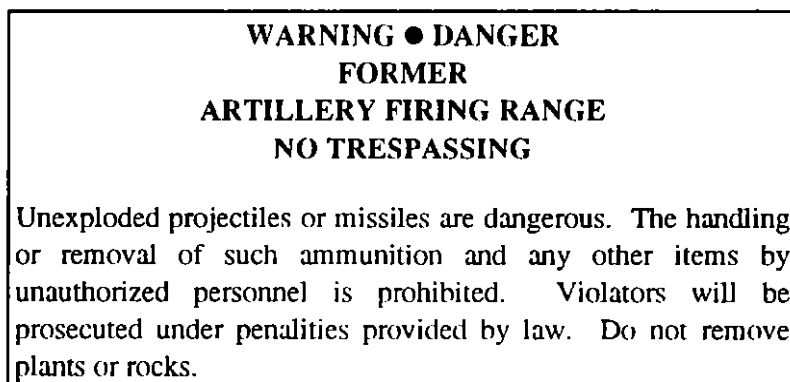 WARNING ● DANGER
FORMER
ARTILLERY FIRING RANGE
NO TRESPASSING
Unexploded projectiles or missiles are dangerous. The handling
or removal of such ammunition and any other items by
unauthorized personnel is prohibited. Violators will be
prosecuted under penalities provided by law. Do not remove
plants or rocks.